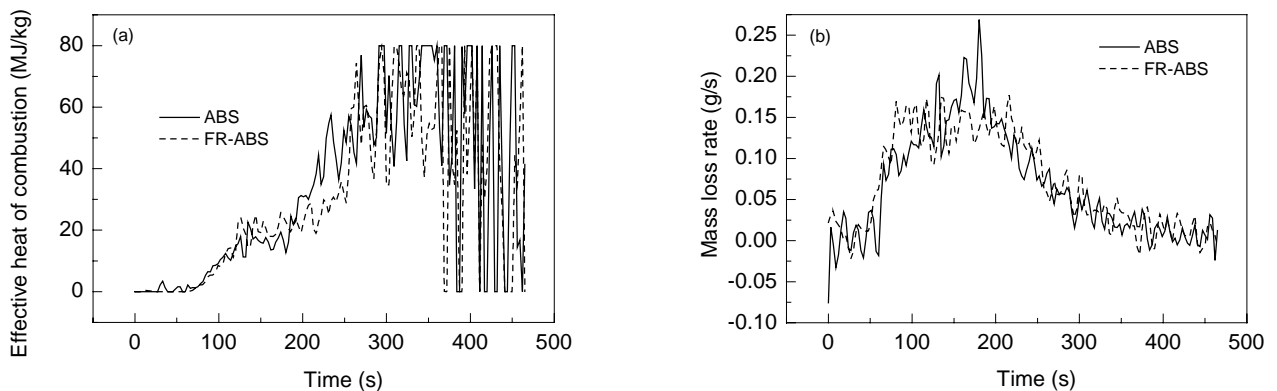 Effective heat of combustion (MJ/kg)
80
60
40
20
0
(a)
ABS
FR-ABS
0 100 200 300 400 500
Time (s)
Mass loss rate (g/s)
0.25
0.20
0.15
0.10
0.05
0.00
-0.05
-0.10
(b)
ABS
FR-ABS
0 100 200 300 400 500
Time (s)